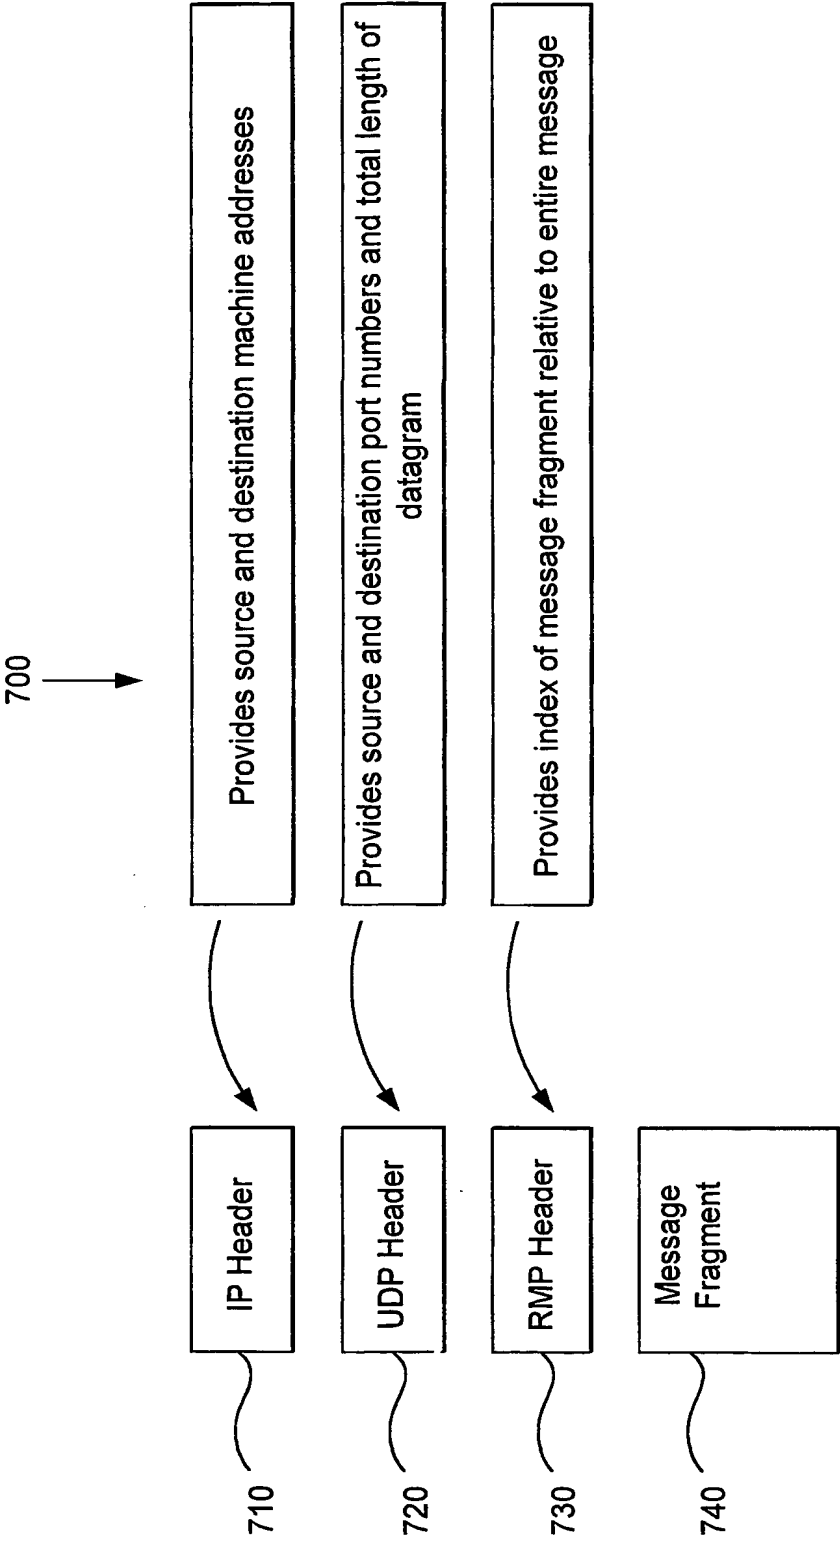 700
710
IP Header
Provides source and destination machine addresses
720
UDP Header
Provides source and destination port numbers and total length of
datagram
730
RMP Header
Provides index of message fragment relative to entire message
740
Message
Fragment